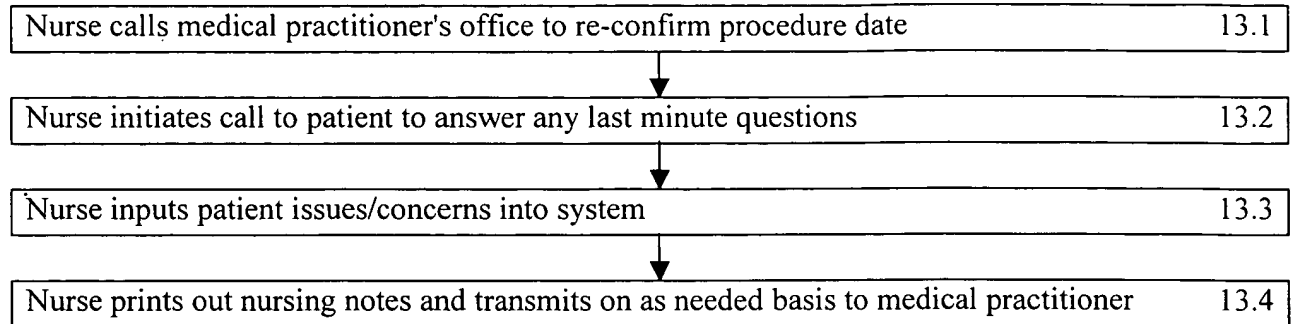 Nurse calls medical practitioner's office to re-confirm procedure date 13.1
Nurse initiates call to patient to answer any last minute questions 13.2
Nurse inputs patient issues/concerns into system 13.3
Nurse prints out nursing notes and transmits on as needed basis to medical practitioner 13.4